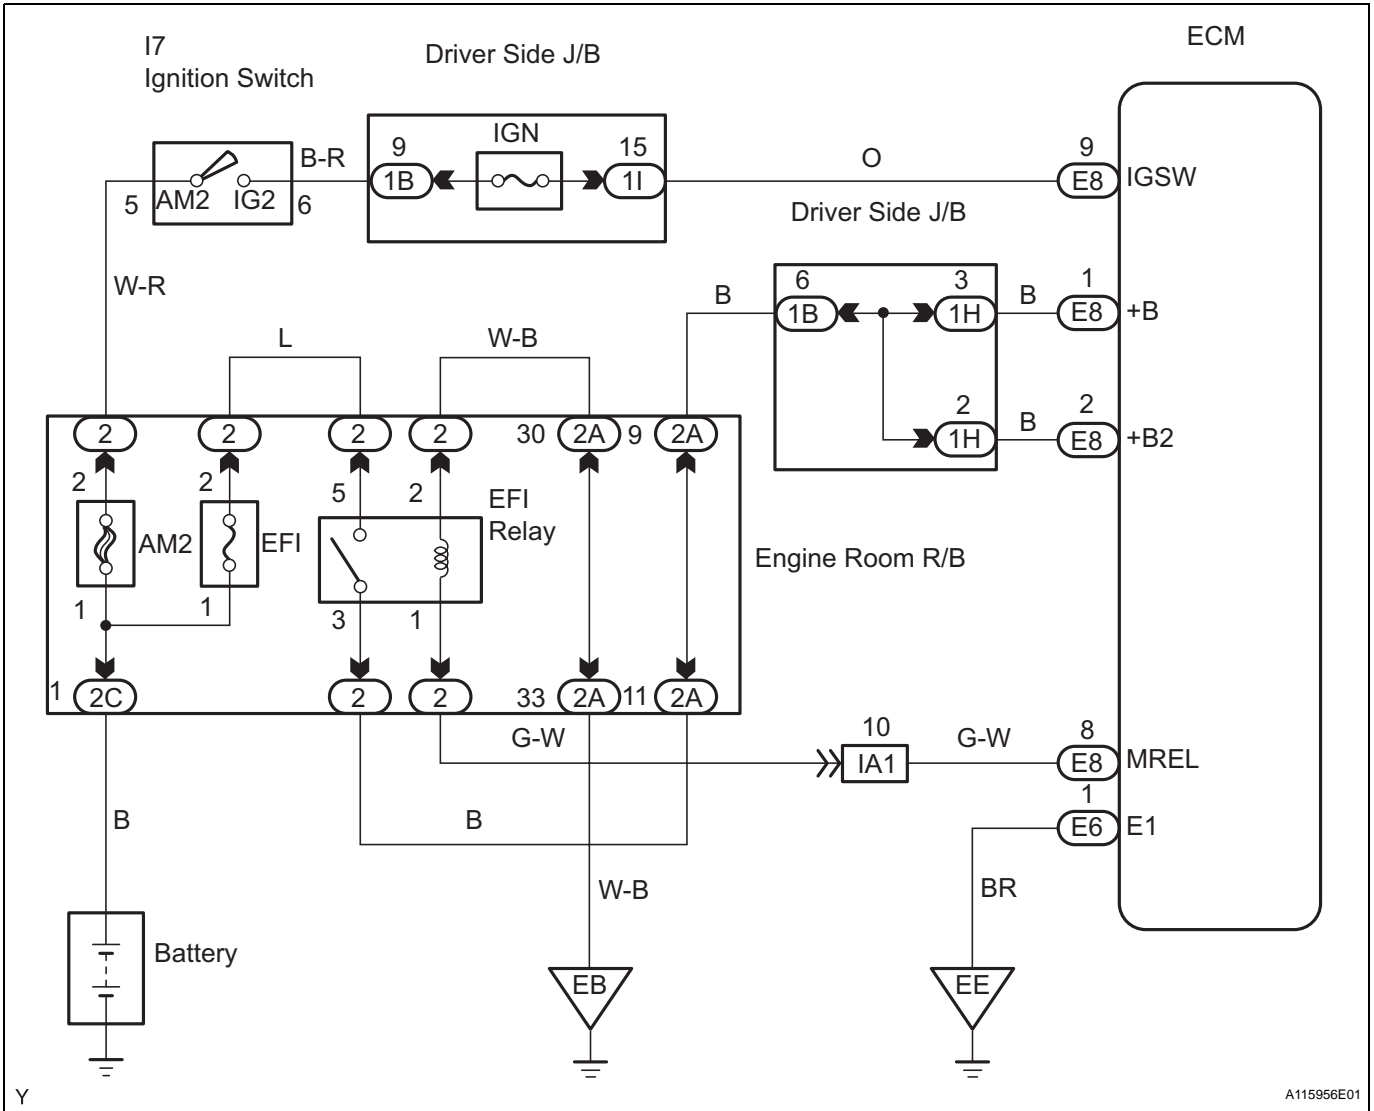 I7
Ignition Switch
Driver Side J/B
ECM
IGN
B-R
9
15
O
9
1B
1I
E8
IGSW
5
AM2
IG2
6
Driver Side J/B
W-R
6
3
1
B
1B
1H
B
E8
+B
L
W-B
2
2
1H
B
E8
+B2
2
2
2
2
30
2A
9
2A
2
2
5
2
EFI
Relay
AM2
EFI
Engine Room R/B
1
1
3
1
1
2C
2
2
33
2A
11
2A
G-W
10
G-W
8
IA1
E8
MREL
1
B
B
E6
E1
W-B
BR
Battery
EB
EE
Y
A115956E01